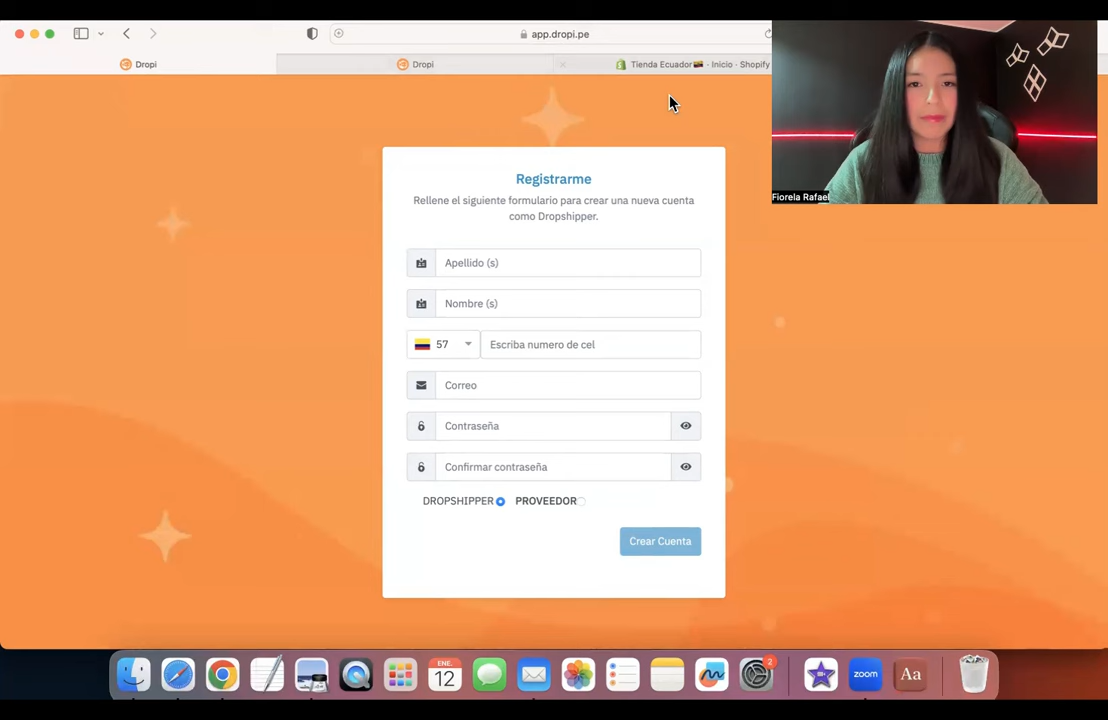 app.dropi.pe
Dropi
Dropi
Tienda Ecuador🇪🇨 · Inicio · Shopify
Fiorela Rafael
Registrarme
Rellene el siguiente formulario para crear una nueva cuenta
como Dropshipper.
Apellido (s)
Nombre (s)
57
Escriba numero de cel
Correo
Contraseña
Confirmar contraseña
DROPSHIPPER PROVEEDOR
Crear Cuenta
ENE.
12
2
zoom
Aa